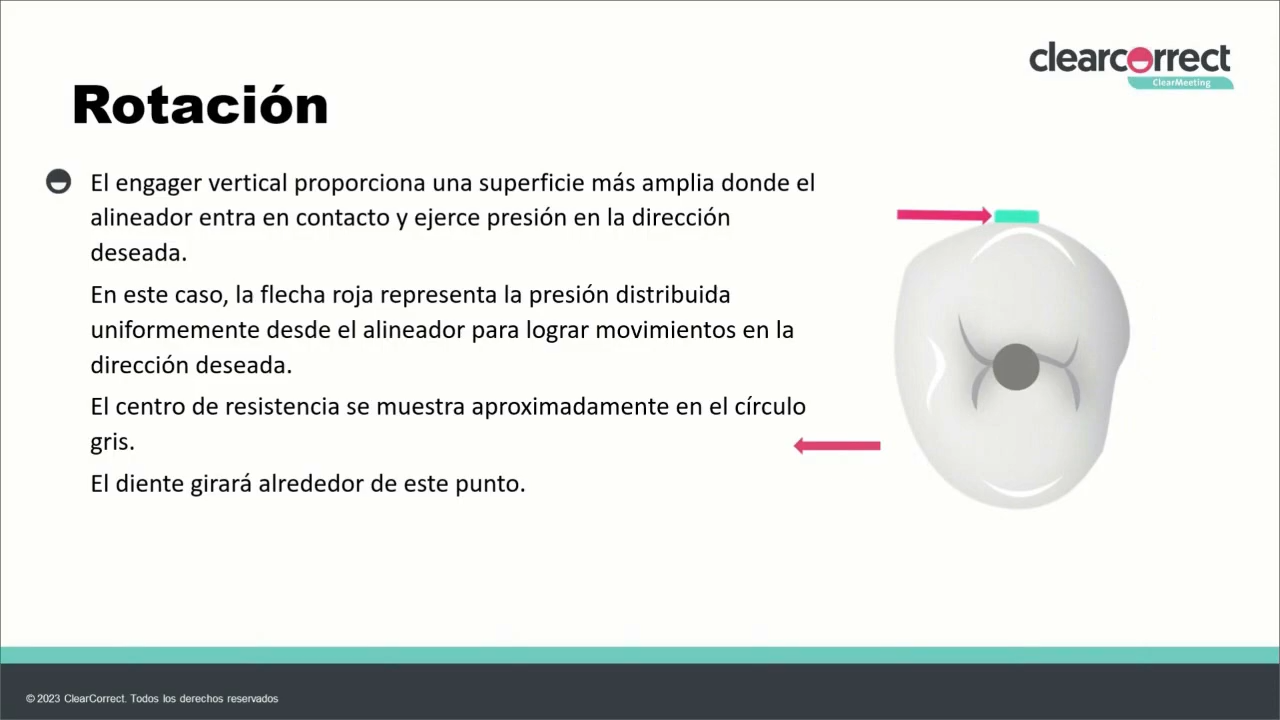 clearcorrect
ClearMeeting
Rotación
El engager vertical proporciona una superficie más amplia donde el
alineador entra en contacto y ejerce presión en la dirección
deseada.
En este caso, la flecha roja representa la presión distribuida
uniformemente desde el alineador para lograr movimientos en la
dirección deseada.
El centro de resistencia se muestra aproximadamente en el círculo
gris.
El diente girará alrededor de este punto.
© 2023 ClearCorrect. Todos los derechos reservados